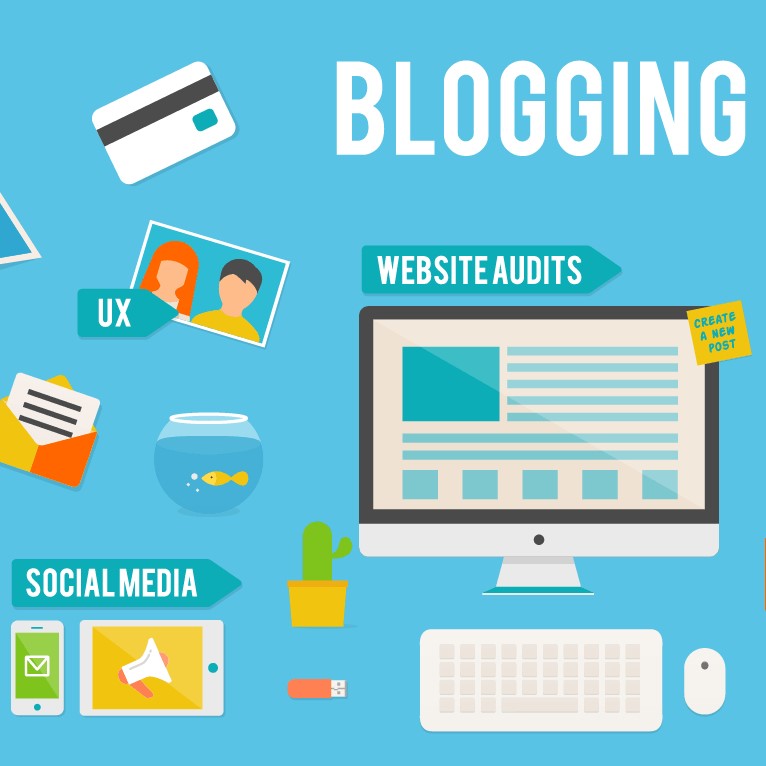 BLOGGING
WEBSITE AUDITS
UX
CREATE
A NEW
POST
SOCIAL MEDIA